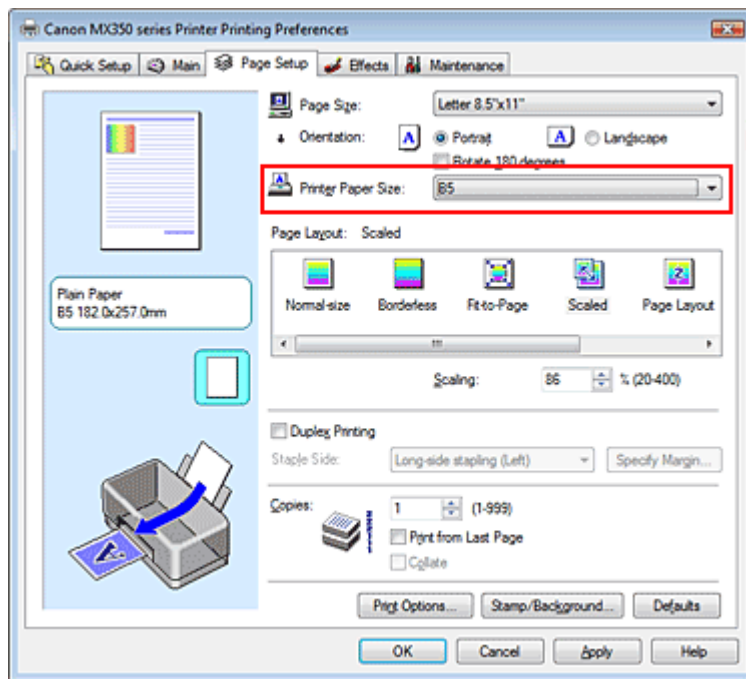 Canon MX350 series Printer Printing Preferences
Quick Setup Main Page Setup Effects Maintenance
Page Size: Letter 8.5"x11"
Orientation: A Portrait A Landscape
Rotate 180 degrees
Printer Paper Size: B5
Page Layout: Scaled
Normal-size Borderless Fit-to-Page Scaled Page Layout
Plain Paper
B5 182.0x257.0mm
Scaling: 86 % (20-400)
Duplex Printing
Staple Side: Long-side stapling (Left) Specify Margin...
Copies: 1 (1-999)
Print from Last Page
Collate
Print Options... Stamp/Background... Defaults
OK Cancel Apply Help